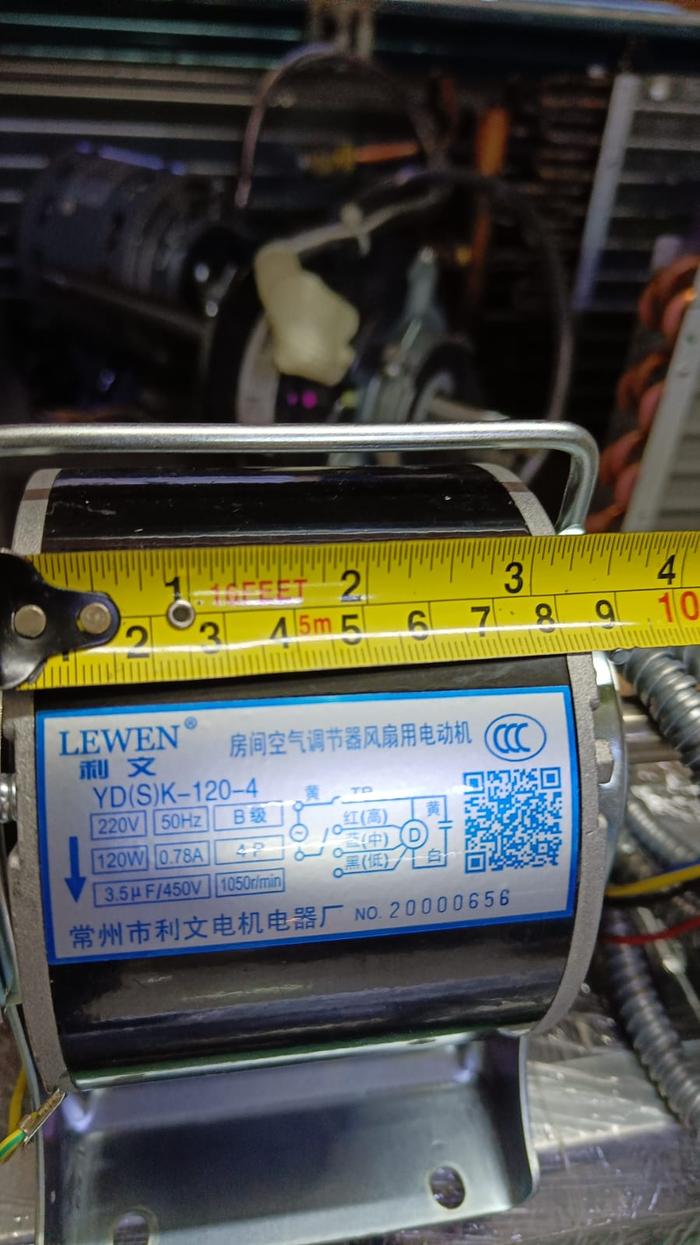 1 16FEET 2 3 4
1 2 3 4 5m 5 6 7 8 9 10
LEWEN®
利文
房间空气调节器风扇用电动机
CCC
YD(S)K-120-4
220V 50Hz B级
120W 0.78A 4P
3.5μF/450V 1050r/min
黄 TP
红(高)
蓝(中)
黑(低)
D
黄
白
常州市利文电机电器厂 NO. 20000656